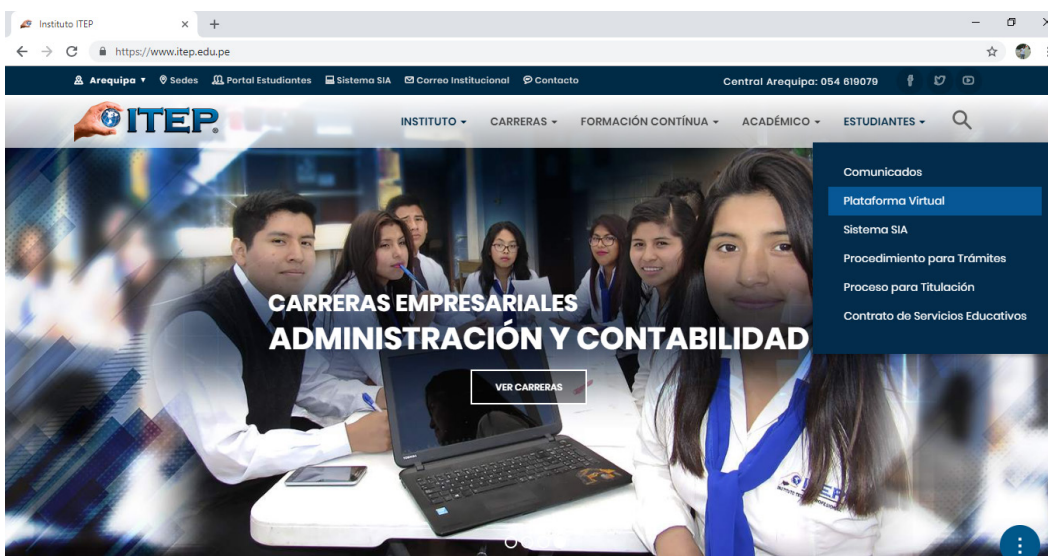 Instituto ITEP
https://www.itep.edu.pe
Arequipa Sedes Portal Estudiantes Sistema SIA Correo Institucional Contacto Central Arequipa: 054 619079
ITEP
INSTITUTO CARRERAS FORMACIÓN CONTÍNUA ACADÉMICO ESTUDIANTES
Comunicados
Plataforma Virtual
Sistema SIA
Procedimiento para Trámites
Proceso para Titulación
Contrato de Servicios Educativos
CARRERAS EMPRESARIALES
ADMINISTRACIÓN Y CONTABILIDAD
VER CARRERAS